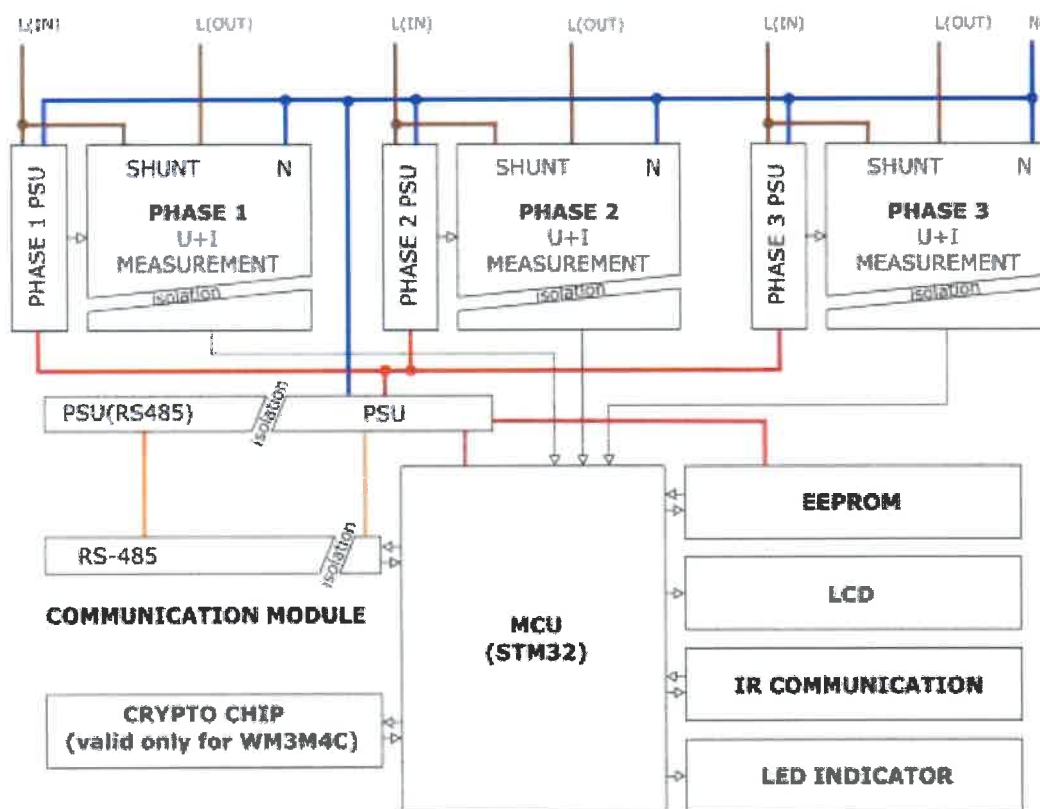 L(IN) L(OUT) L(IN) L(OUT) L(IN) L(OUT) N
PHASE 1 PSU
SHUNT N
PHASE 1
U+I
MEASUREMENT
isolation
PHASE 2 PSU
SHUNT N
PHASE 2
U+I
MEASUREMENT
isolation
PHASE 3 PSU
SHUNT N
PHASE 3
U+I
MEASUREMENT
isolation
PSU(RS485)
isolation
PSU
RS-485
isolation
COMMUNICATION MODULE
CRYPTO CHIP
(valid only for WM3M4C)
MCU
(STM32)
EEPROM
LCD
IR COMMUNICATION
LED INDICATOR